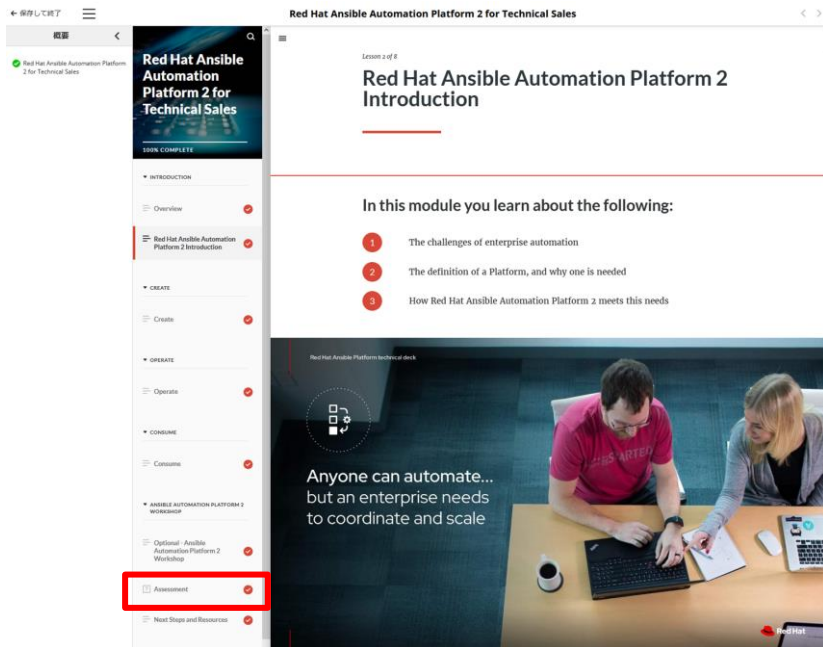 ← 保存して終了
Red Hat Ansible Automation Platform 2 for Technical Sales
概要
Red Hat Ansible Automation Platform
2 for Technical Sales
Red Hat Ansible
Automation
Platform 2 for
Technical Sales
100% COMPLETE
INTRODUCTION
Overview
Red Hat Ansible Automation
Platform 2 Introduction
CREATE
Create
OPERATE
Operate
CONSUME
Consume
ANSIBLE AUTOMATION PLATFORM 2
WORKSHOP
Optional - Ansible
Automation Platform 2
Workshop
Assessment
Next Steps and Resources
Lesson 2 of 8
Red Hat Ansible Automation Platform 2
Introduction
In this module you learn about the following:
1 The challenges of enterprise automation
2 The definition of a Platform, and why one is needed
3 How Red Hat Ansible Automation Platform 2 meets this needs
Red Hat Ansible Platform technical deck
Anyone can automate...
but an enterprise needs
to coordinate and scale
Red Hat